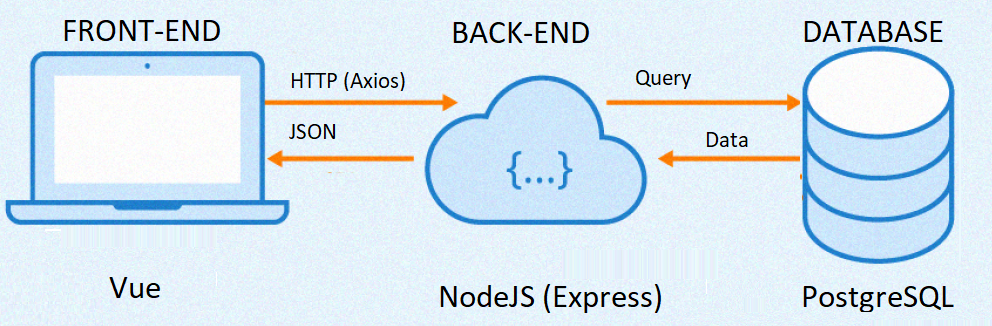 FRONT-END
BACK-END
DATABASE
HTTP (Axios)
Query
JSON
Data
{...}
Vue
NodeJS (Express)
PostgreSQL